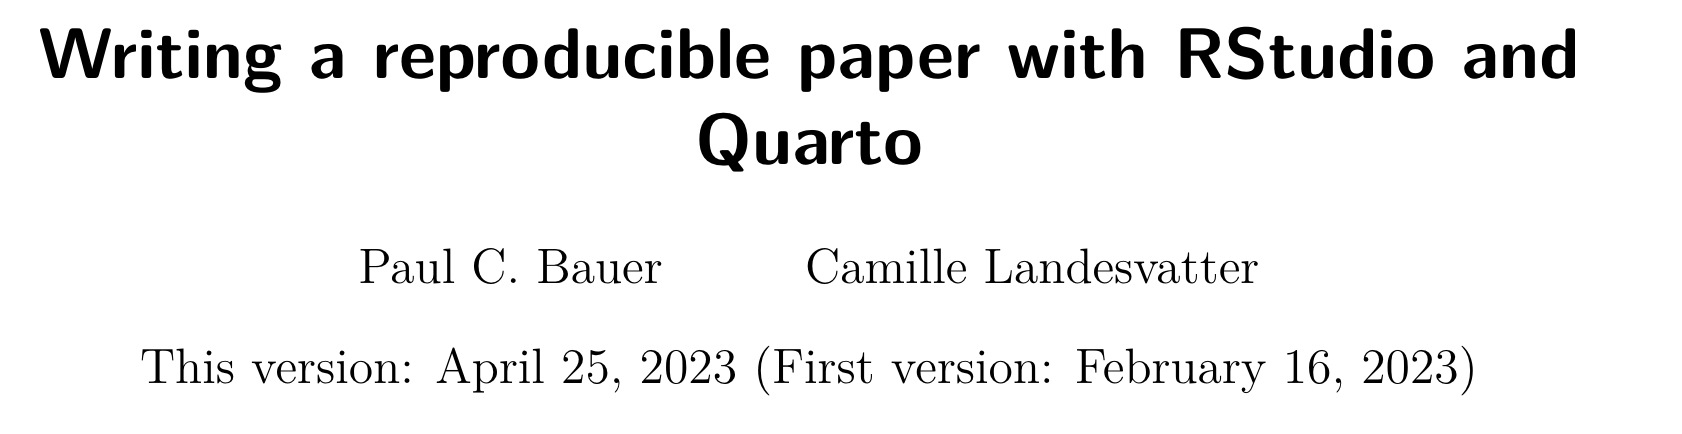 Writing a reproducible paper with RStudio and
Quarto
Paul C. Bauer Camille Landesvatter
This version: April 25, 2023 (First version: February 16, 2023)